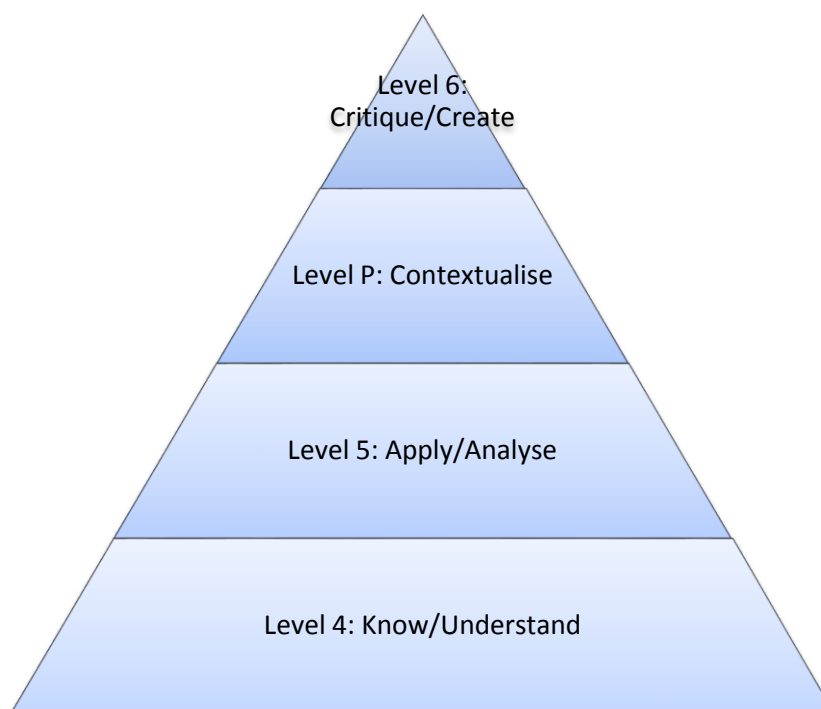 Level 6:
Critique/Create
Level P: Contextualise
Level 5: Apply/Analyse
Level 4: Know/Understand